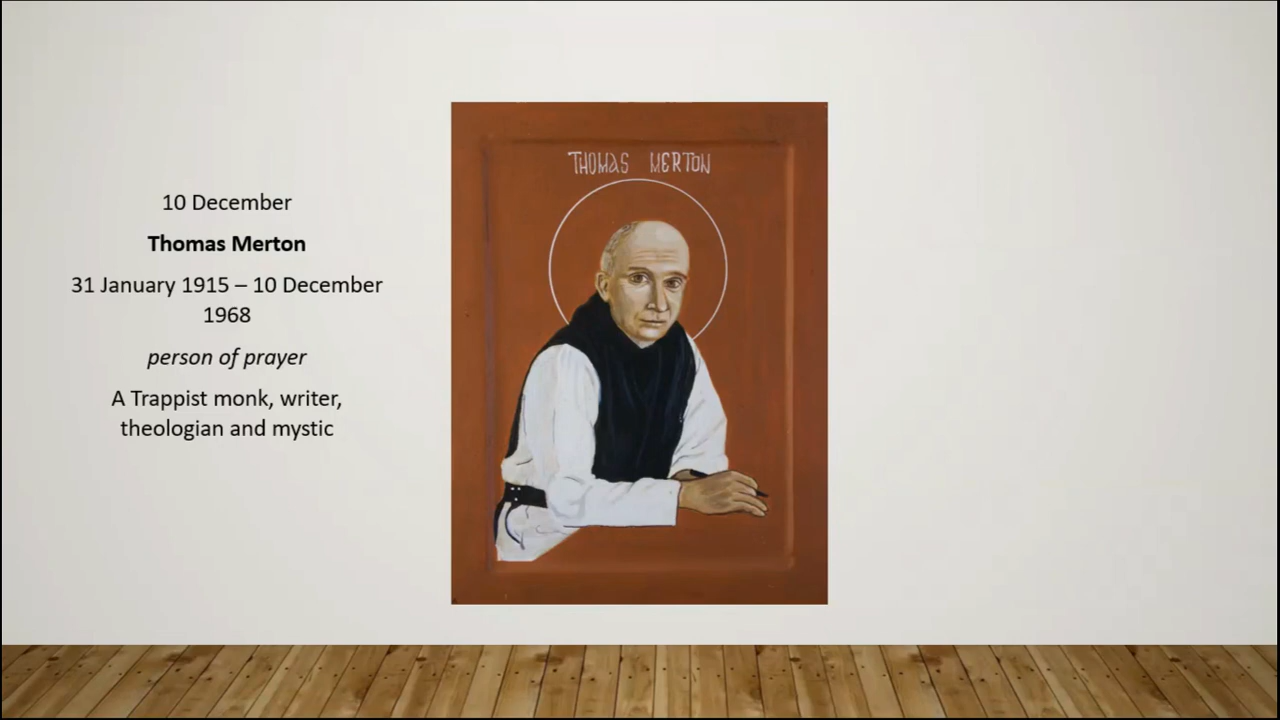 10 December
Thomas Merton
31 January 1915 – 10 December
1968
person of prayer
A Trappist monk, writer,
theologian and mystic
THOMAS MERTON